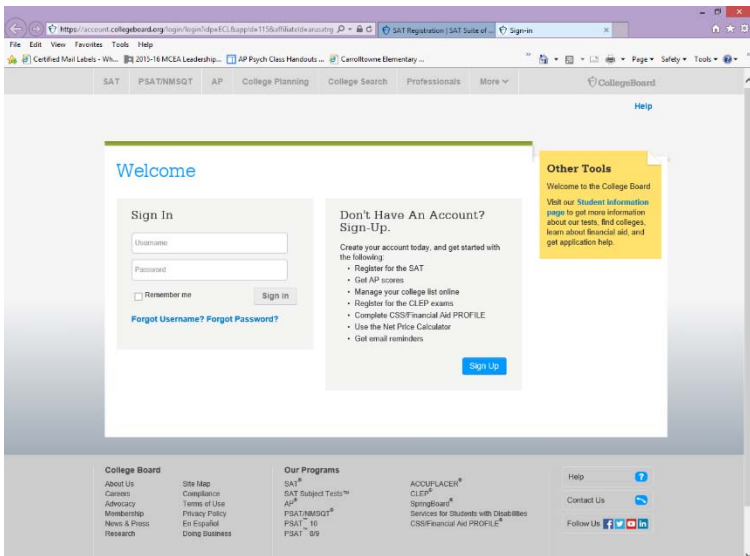 https://account.collegeboard.org/login/login?idp=ECL&appId=115&affiliateId=arusatrg
SAT Registration | SAT Suite of ...
Sign-in
File Edit View Favorites Tools Help
Certified Mail Labels - Wh...
2015-16 MCEA Leadership...
AP Psych Class Handouts ...
Carrolltowne Elementary ...
Page Safety Tools
SAT PSAT/NMSQT AP College Planning College Search Professionals More
CollegeBoard
Help
Welcome
Sign In
Username
Password
Remember me
Sign in
Forgot Username? Forgot Password?
Don't Have An Account?
Sign-Up.
Create your account today, and get started with
the following:
• Register for the SAT
• Get AP scores
• Manage your college list online
• Register for the CLEP exams
• Complete CSS/Financial Aid PROFILE
• Use the Net Price Calculator
• Get email reminders
Sign Up
Other Tools
Welcome to the College Board
Visit our Student information
page to get more information
about our tests, find colleges,
learn about financial aid, and
get application help.
College Board
About Us
Careers
Advocacy
Membership
News & Press
Research
Site Map
Compliance
Terms of Use
Privacy Policy
En Español
Doing Business
Our Programs
SAT®
SAT Subject Tests™
AP®
PSAT/NMSQT®
PSAT™ 10
PSAT™ 8/9
ACCUPLACER®
CLEP®
SpringBoard®
Services for Students with Disabilities
CSS/Financial Aid PROFILE®
Help
Contact Us
Follow Us